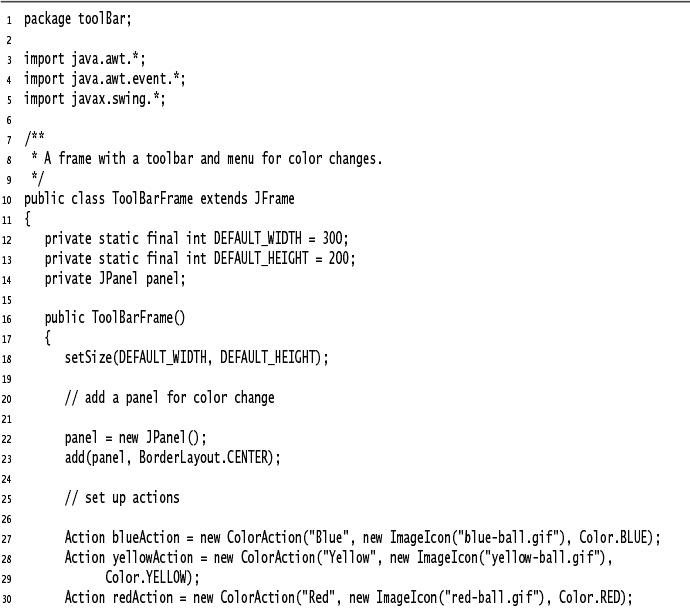 1 package toolBar;
2
3 import java.awt.*;
4 import java.awt.event.*;
5 import javax.swing.*;
6
7 /**
8  * A frame with a toolbar and menu for color changes.
9  */
10 public class ToolBarFrame extends JFrame
11 {
12    private static final int DEFAULT_WIDTH = 300;
13    private static final int DEFAULT_HEIGHT = 200;
14    private JPanel panel;
15
16    public ToolBarFrame()
17    {
18       setSize(DEFAULT_WIDTH, DEFAULT_HEIGHT);
19
20       // add a panel for color change
21
22       panel = new JPanel();
23       add(panel, BorderLayout.CENTER);
24
25       // set up actions
26
27       Action blueAction = new ColorAction("Blue", new ImageIcon("blue-ball.gif"), Color.BLUE);
28       Action yellowAction = new ColorAction("Yellow", new ImageIcon("yellow-ball.gif"),
29             Color.YELLOW);
30       Action redAction = new ColorAction("Red", new ImageIcon("red-ball.gif"), Color.RED);